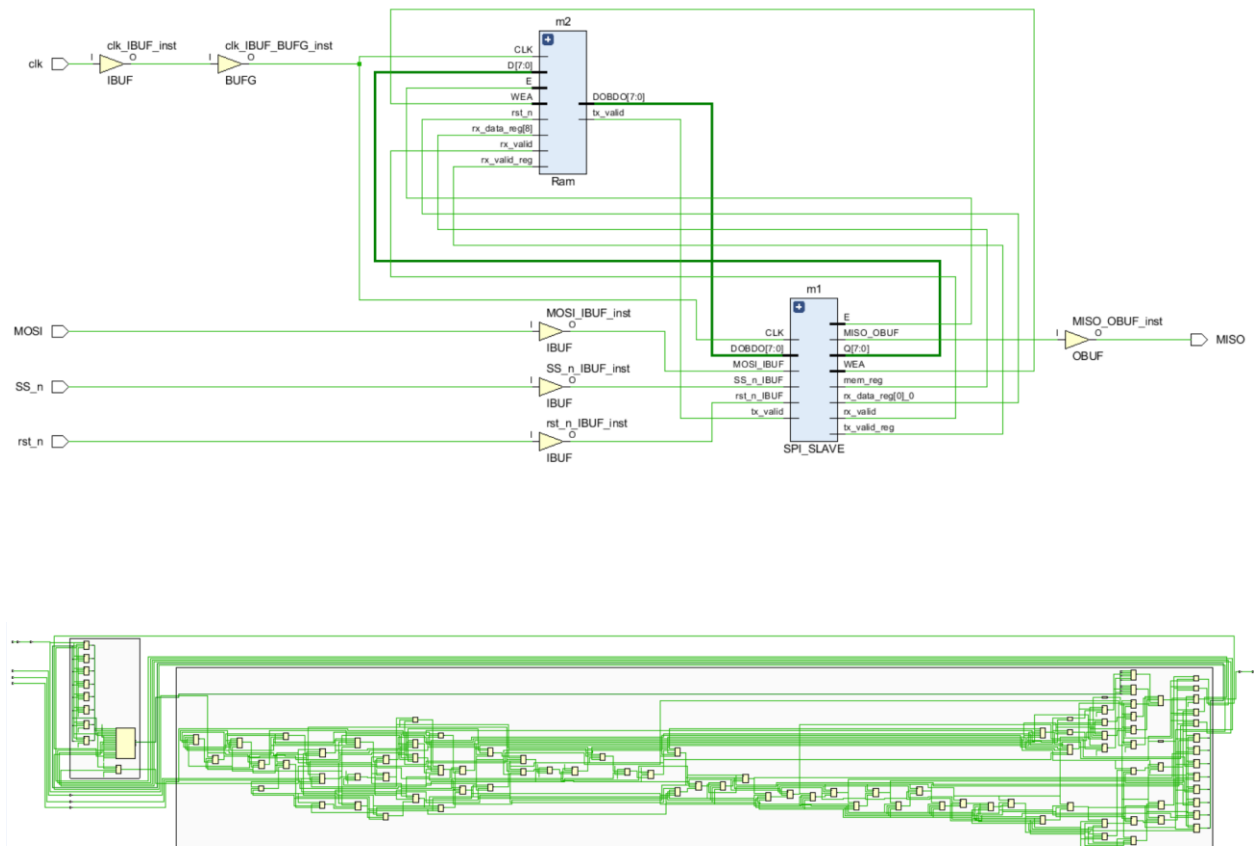 m2
clk_IBUF_inst
clk_IBUF_BUFG_inst
clk
I
O
IBUF
I
O
BUFG
CLK
D[7:0]
E
WEA
rst_n
rx_data_reg[8]
rx_valid
rx_valid_reg
DOBDO[7:0]
tx_valid
Ram
m1
MOSI
I
MOSI_IBUF_inst
O
IBUF
SS_n
I
SS_n_IBUF_inst
O
IBUF
rst_n
I
rst_n_IBUF_inst
O
IBUF
CLK
DOBDO[7:0]
MOSI_IBUF
SS_n_IBUF
rst_n_IBUF
tx_valid
E
MISO_OBUF
Q[7:0]
WEA
mem_reg
rx_data_reg[0]_0
rx_valid
tx_valid_reg
SPI_SLAVE
MISO_OBUF_inst
I
O
OBUF
MISO